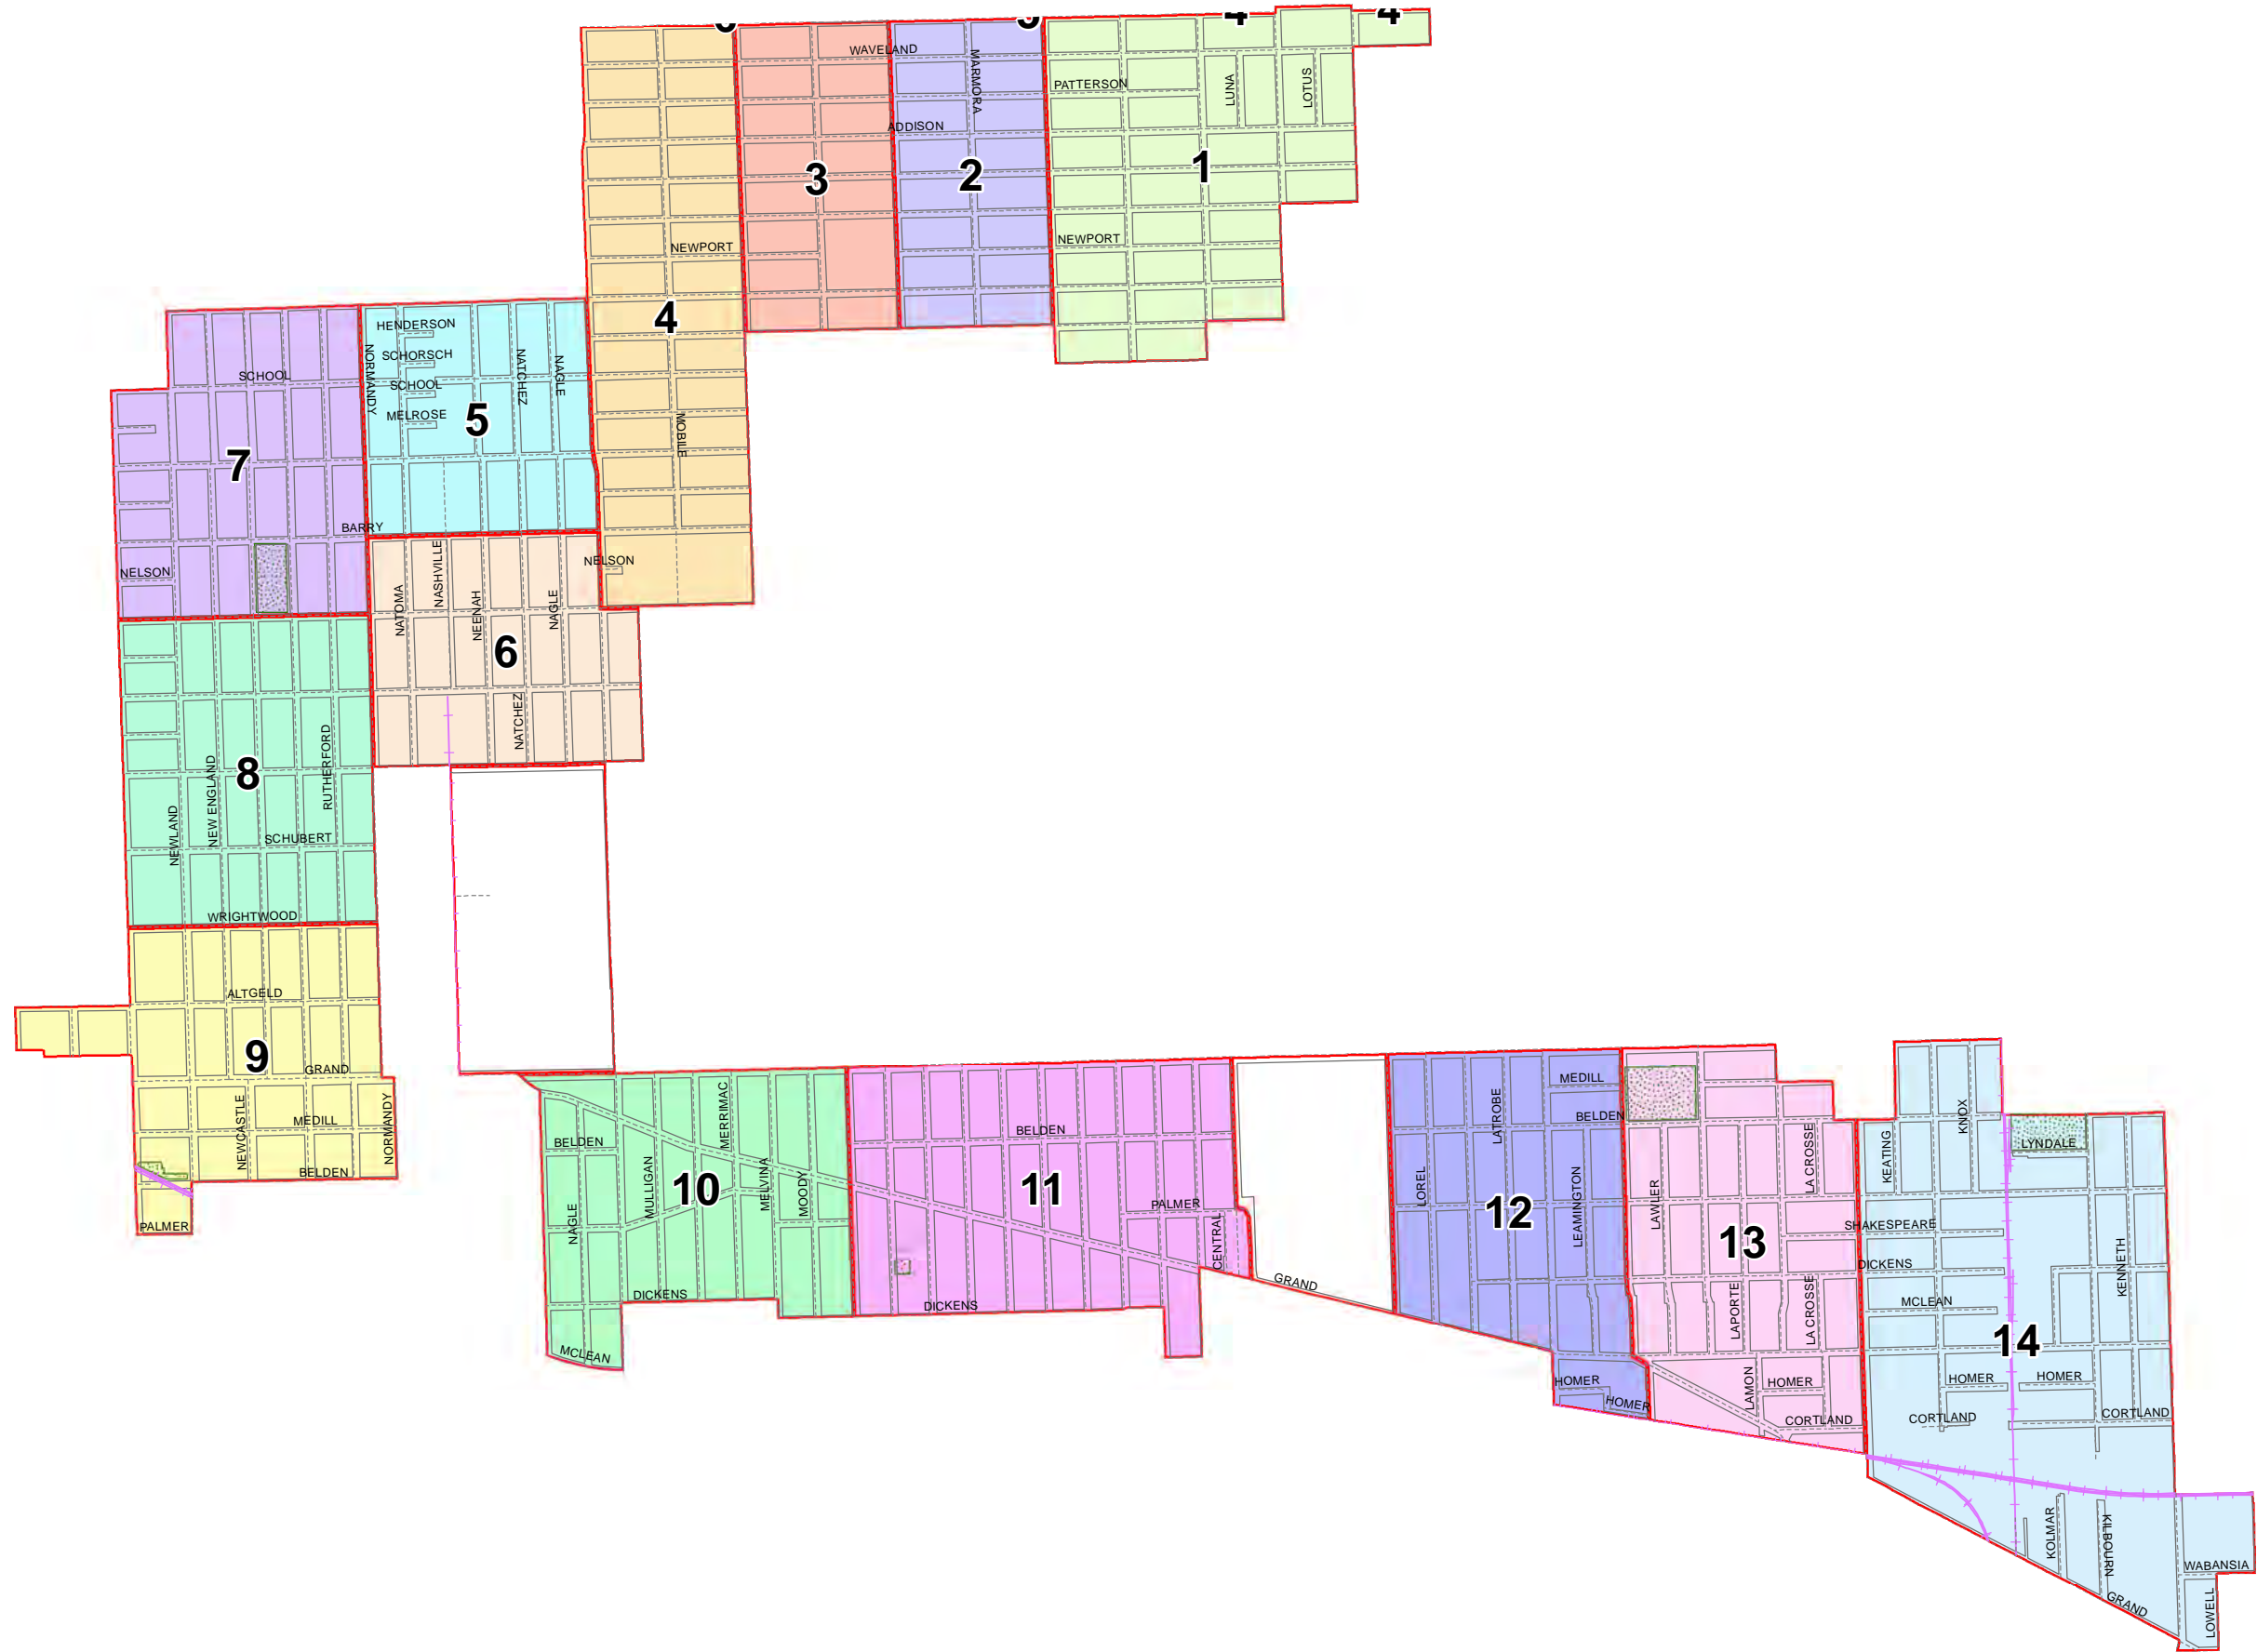 WAVELAND
MARMORA
PATTERSON
LUNA
LOTUS
ADDISON
1
2
3
NEWPORT
NEWPORT
4
HENDERSON
SCHORSCH
SCHOOL
MELROSE
NORMANDY
NATCHEZ
NAGLE
5
SCHOOL
7
MOBILE
BARRY
NELSON
NELSON
NATOMA
NASHVILLE
NEENAH
NAGLE
6
NATCHEZ
RUTHERFORD
8
NEW ENGLAND
NEWLAND
SCHUBERT
WRIGHTWOOD
ALTGELD
9
GRAND
MEDILL
NEWCASTLE
NORMANDY
BELDEN
PALMER
BELDEN
MERRIMAC
MULLIGAN
MELVINA
MOODY
10
NAGLE
DICKENS
MCLEAN
BELDEN
11
PALMER
CENTRAL
DICKENS
GRAND
MEDILL
BELDEN
LATROBE
LOREL
LEAMINGTON
12
HOMER
HOMER
LAWLER
LA CROSSE
13
LAPORTE
LA CROSSE
LAMON
HOMER
CORTLAND
KEATING
KNOX
LYNDALE
SHAKESPEARE
DICKENS
KENNETH
MCLEAN
14
HOMER
HOMER
CORTLAND
CORTLAND
KOLMAR
KILBOURN
WABANSIA
GRAND
LOWELL